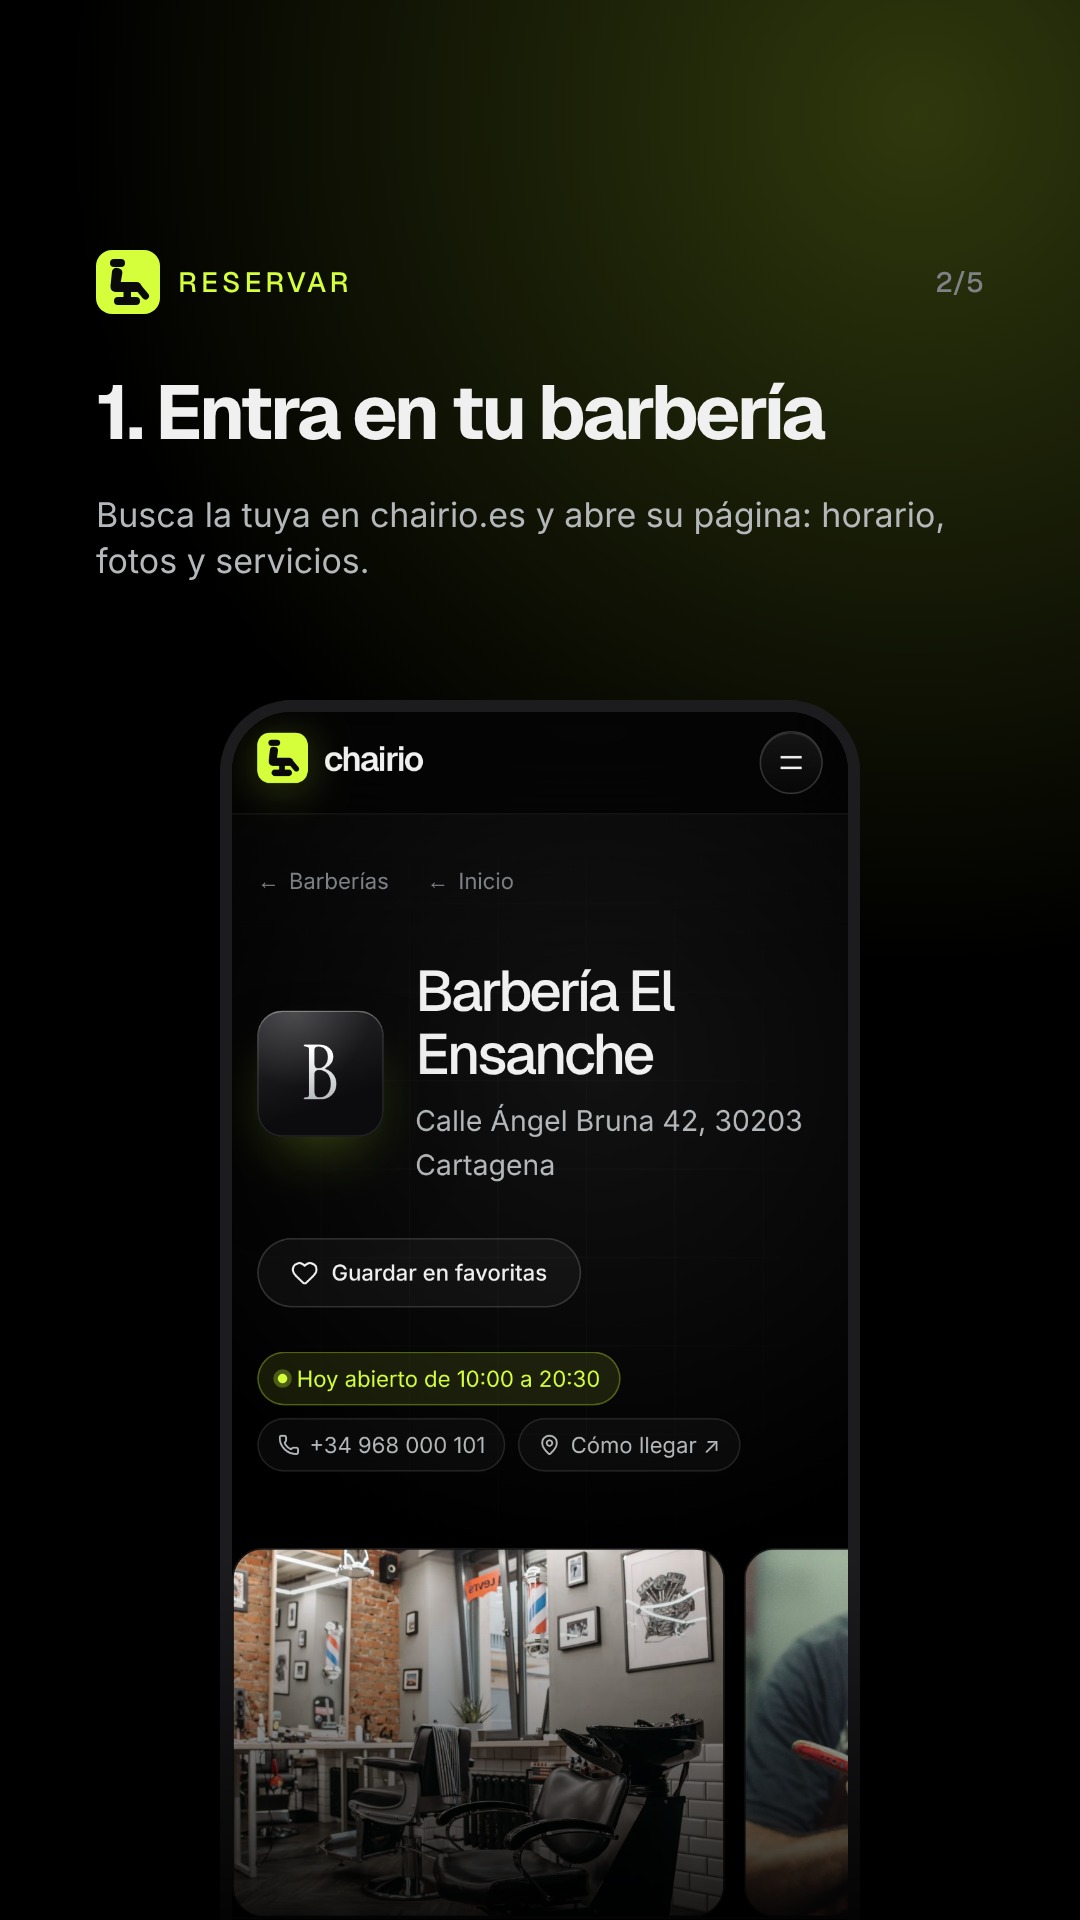 RESERVAR
2/5
1. Entra en tu barbería
Busca la tuya en chairio.es y abre su página: horario,
fotos y servicios.
chairio
← Barberías ← Inicio
B
Barbería El
Ensanche
Calle Ángel Bruna 42, 30203
Cartagena
Guardar en favoritas
Hoy abierto de 10:00 a 20:30
+34 968 000 101
Cómo llegar ↗
LEVI'S